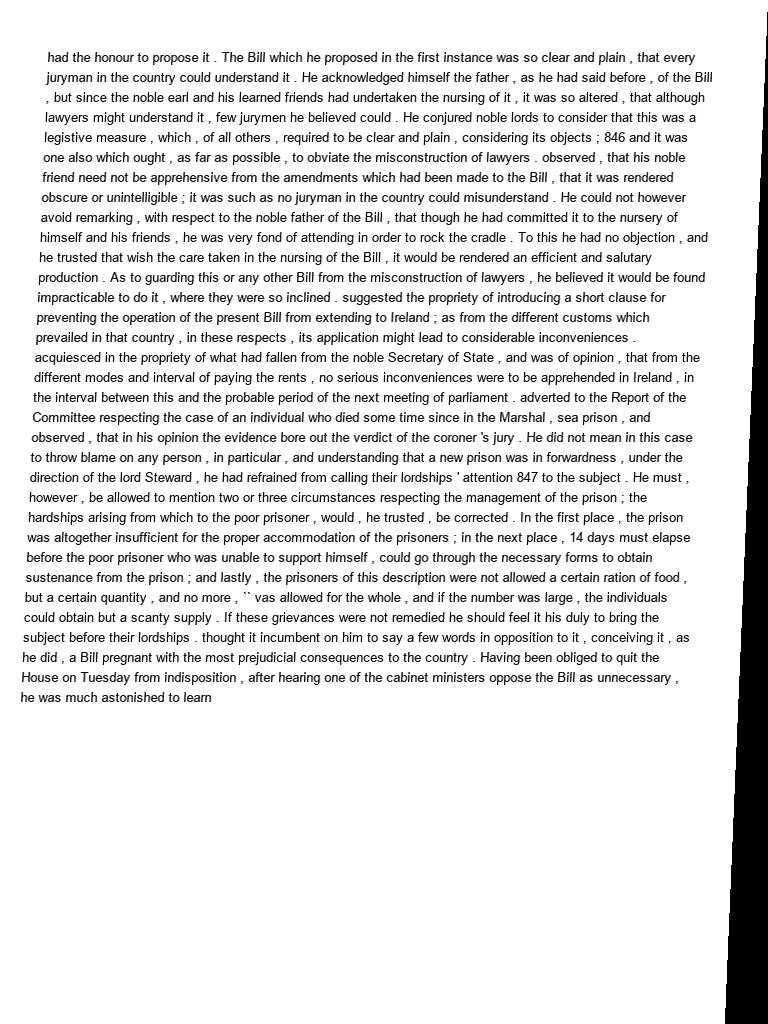 had the honour to propose it . The Bill which he proposed in the first instance was so clear and plain , that every
juryman in the country could understand it . He acknowledged himself the father , as he had said before , of the Bill
, but since the noble earl and his learned friends had undertaken the nursing of it , it was so altered , that although
lawyers might understand it , few jurymen he believed could . He conjured noble lords to consider that this was a
legistive measure , which , of all others , required to be clear and plain , considering its objects ; 846 and it was
one also which ought , as far as possible , to obviate the misconstruction of lawyers . observed , that his noble
friend need not be apprehensive from the amendments which had been made to the Bill , that it was rendered
obscure or unintelligible ; it was such as no juryman in the country could misunderstand . He could not however
avoid remarking , with respect to the noble father of the Bill , that though he had committed it to the nursery of
himself and his friends , he was very fond of attending in order to rock the cradle . To this he had no objection , and
he trusted that wish the care taken in the nursing of the Bill , it would be rendered an efficient and salutary
production . As to guarding this or any other Bill from the misconstruction of lawyers , he believed it would be found
impracticable to do it , where they were so inclined . suggested the propriety of introducing a short clause for
preventing the operation of the present Bill from extending to Ireland ; as from the different customs which
prevailed in that country , in these respects , its application might lead to considerable inconveniences .
acquiesced in the propriety of what had fallen from the noble Secretary of State , and was of opinion , that from the
different modes and interval of paying the rents , no serious inconveniences were to be apprehended in Ireland , in
the interval between this and the probable period of the next meeting of parliament . adverted to the Report of the
Committee respecting the case of an individual who died some time since in the Marshal , sea prison , and
observed , that in his opinion the evidence bore out the verdict of the coroner 's jury . He did not mean in this case
to throw blame on any person , in particular , and understanding that a new prison was in forwardness , under the
direction of the lord Steward , he had refrained from calling their lordships ' attention 847 to the subject . He must ,
however , be allowed to mention two or three circumstances respecting the management of the prison ; the
hardships arising from which to the poor prisoner , would , he trusted , be corrected . In the first place , the prison
was altogether insufficient for the proper accommodation of the prisoners ; in the next place , 14 days must elapse
before the poor prisoner who was unable to support himself , could go through the necessary forms to obtain
sustenance from the prison ; and lastly , the prisoners of this description were not allowed a certain ration of food ,
but a certain quantity , and no more , `` vas allowed for the whole , and if the number was large , the individuals
could obtain but a scanty supply . If these grievances were not remedied he should feel it his duly to bring the
subject before their lordships . thought it incumbent on him to say a few words in opposition to it , conceiving it , as
he did , a Bill pregnant with the most prejudicial consequences to the country . Having been obliged to quit the
House on Tuesday from indisposition , after hearing one of the cabinet ministers oppose the Bill as unnecessary ,
he was much astonished to learn